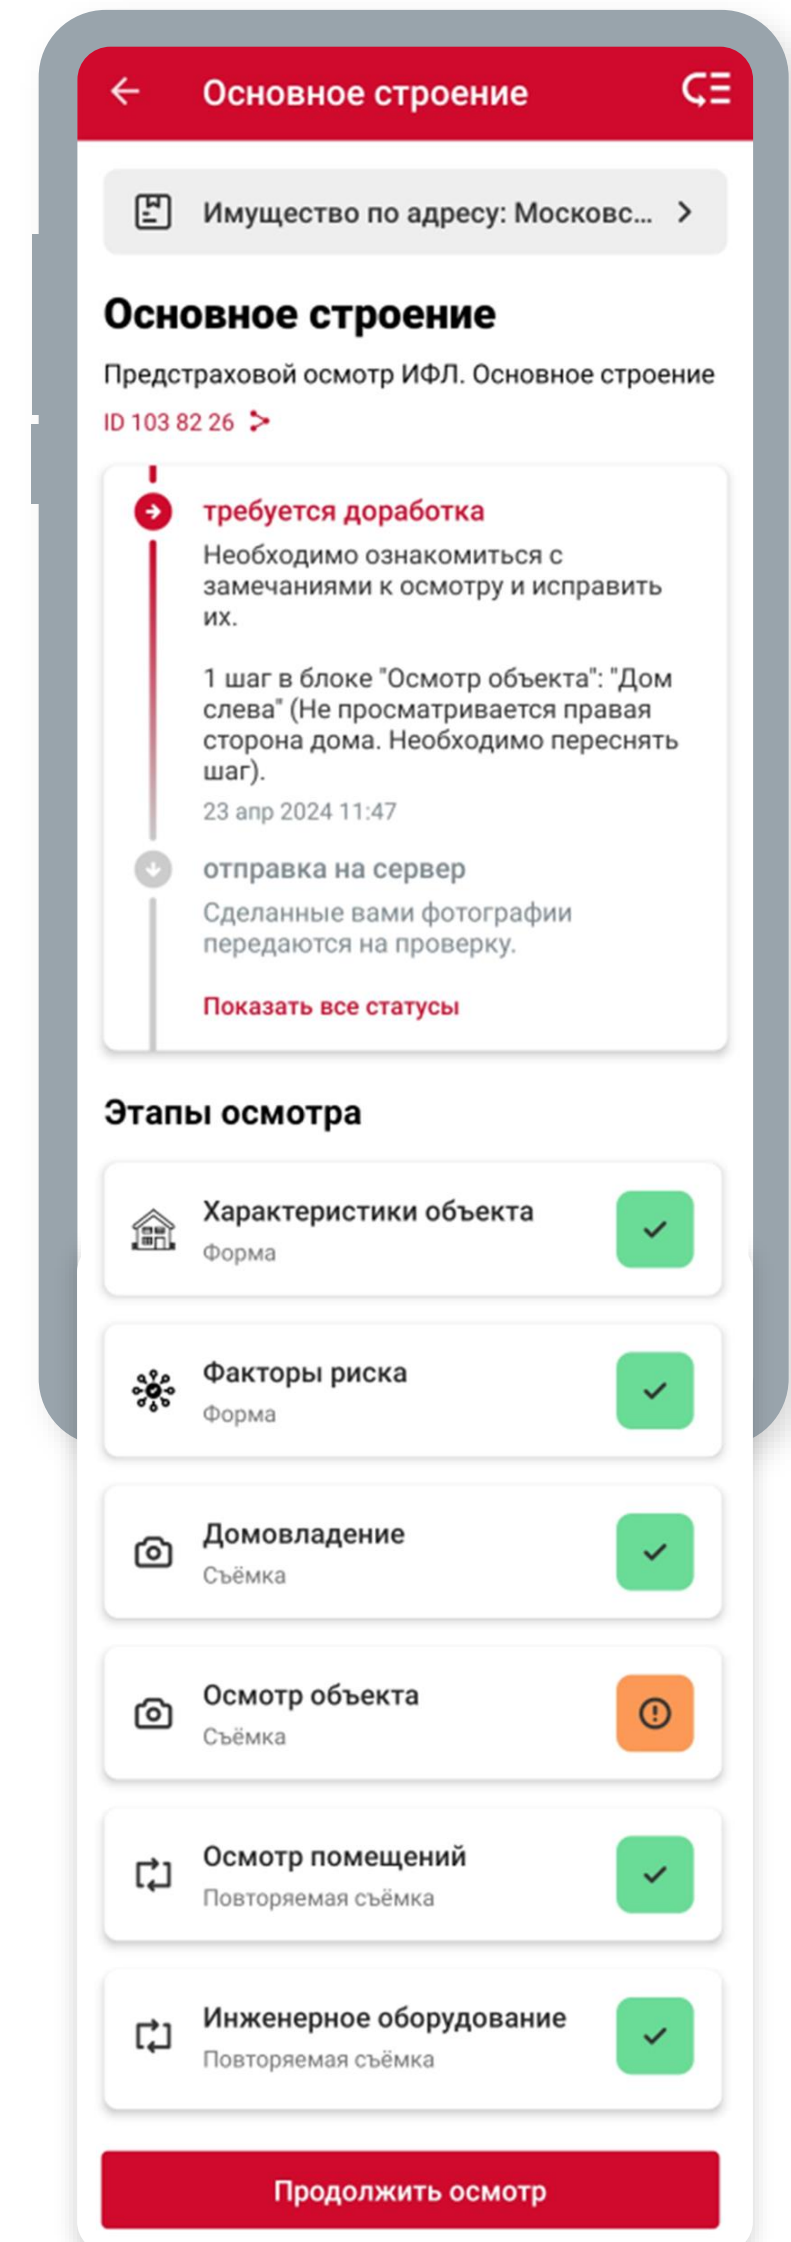 Основное строение
Имущество по адресу: Московс...
Основное строение
Предстраховой осмотр ИФЛ. Основное строение
ID 103 82 26
требуется доработка
Необходимо ознакомиться с
замечаниями к осмотру и исправить
их.
1 шаг в блоке "Осмотр объекта": "Дом
слева" (Не просматривается правая
сторона дома. Необходимо переснять
шаг).
23 апр 2024 11:47
отправка на сервер
Сделанные вами фотографии
передаются на проверку.
Показать все статусы
Этапы осмотра
Характеристики объекта
Форма
Факторы риска
Форма
Домовладение
Съёмка
Осмотр объекта
Съёмка
Осмотр помещений
Повторяемая съёмка
Инженерное оборудование
Повторяемая съёмка
Продолжить осмотр